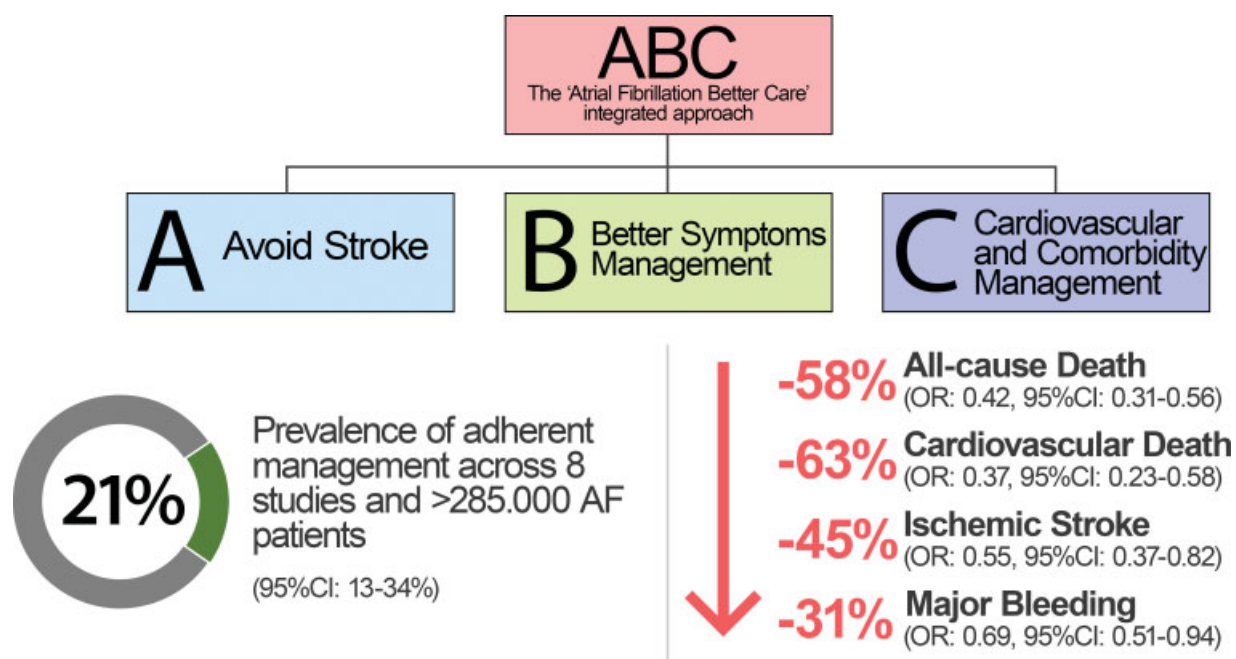 ABC
The 'Atrial Fibrillation Better Care'
integrated approach
A
Avoid Stroke
B
Better Symptoms
Management
C
Cardiovascular
and Comorbidity
Management
21%
Prevalence of adherent
management across 8
studies and >285.000 AF
patients
(95%CI: 13-34%)
-58% All-cause Death
(OR: 0.42, 95%CI: 0.31-0.56)
-63% Cardiovascular Death
(OR: 0.37, 95%CI: 0.23-0.58)
-45% Ischemic Stroke
(OR: 0.55, 95%CI: 0.37-0.82)
-31% Major Bleeding
(OR: 0.69, 95%CI: 0.51-0.94)